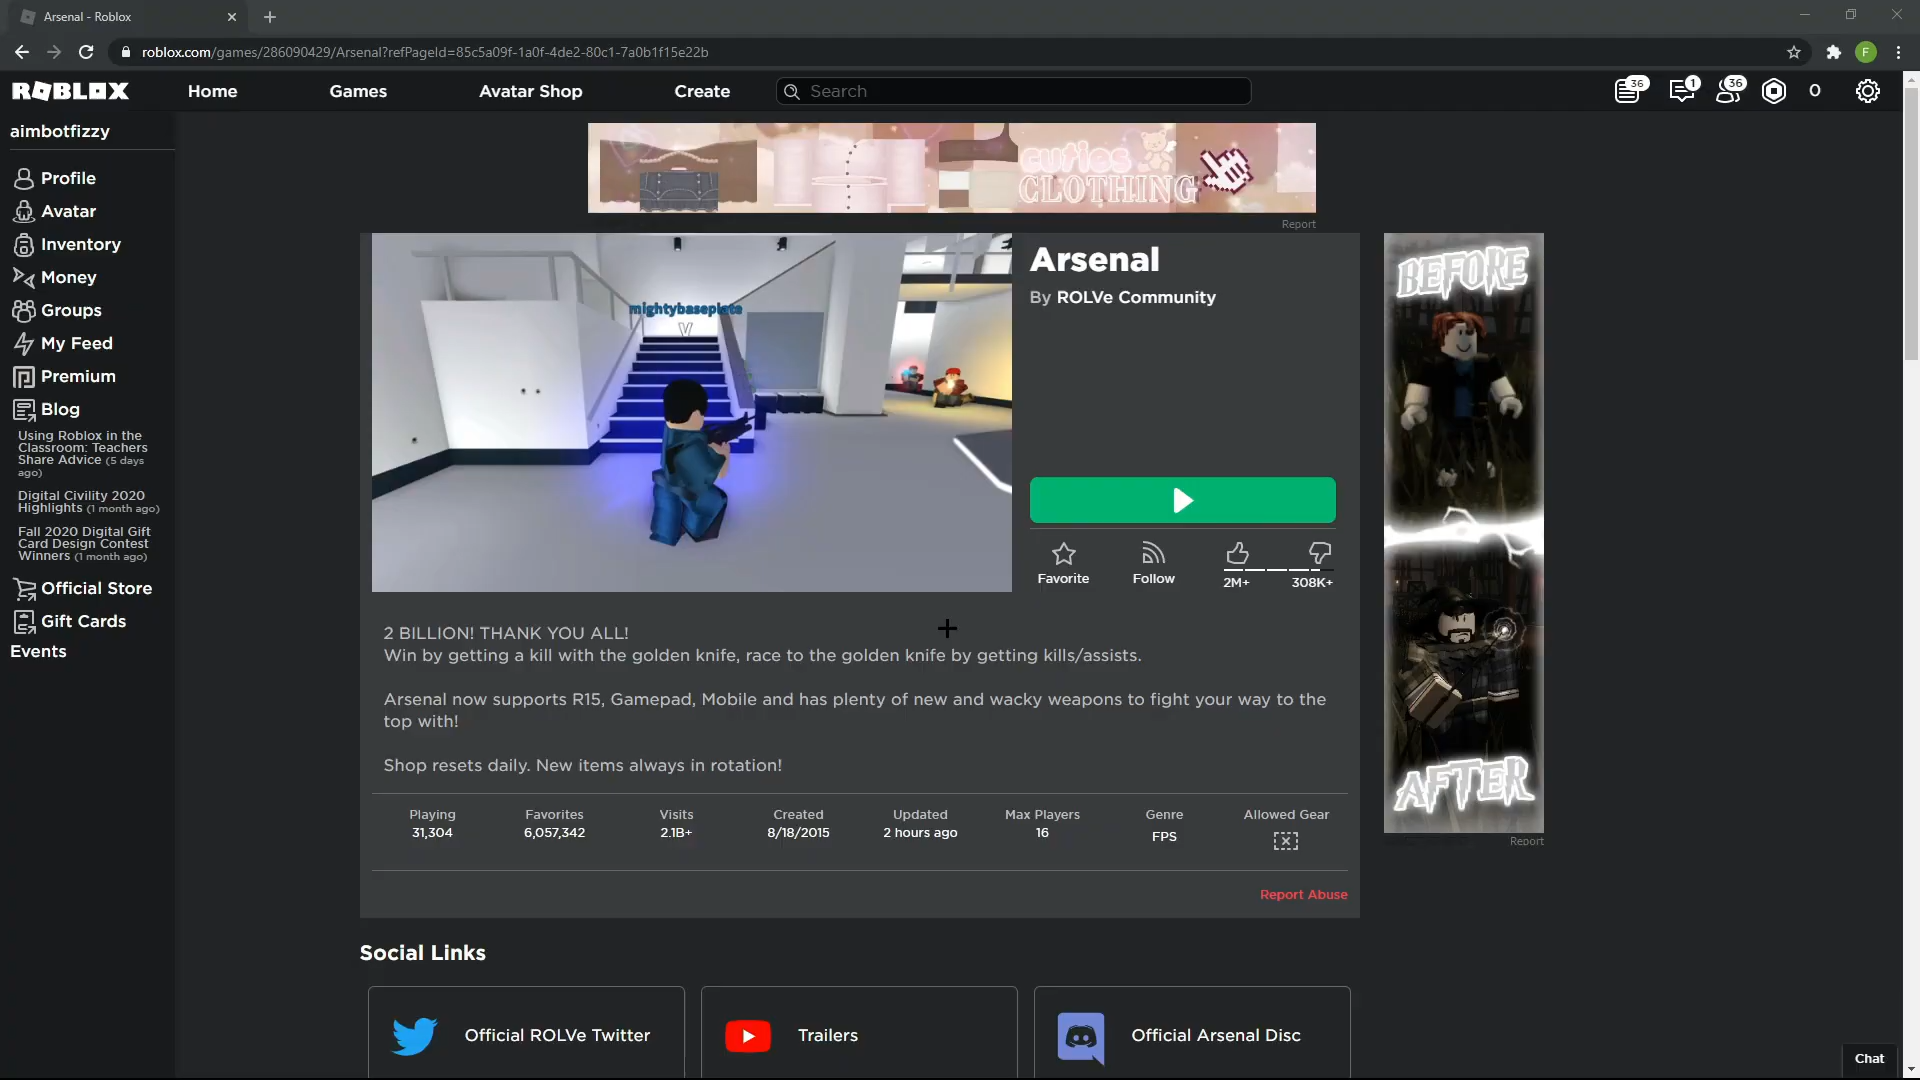 Arsenal - Roblox
roblox.com/games/286090429/Arsenal?refPageId=85c5a09f-1a0f-4de2-80c1-7a0b1f15e22b
F
ROBLOX
Home
Games
Avatar Shop
Create
Search
36
1
36
0
aimbotfizzy
Profile
Avatar
Inventory
Money
Groups
My Feed
Premium
Blog
Using Roblox in the
Classroom: Teachers
Share Advice (5 days
ago)
Digital Civility 2020
Highlights (1 month ago)
Fall 2020 Digital Gift
Card Design Contest
Winners (1 month ago)
Official Store
Gift Cards
Events
cuties
CLOTHING
Report
mightybaseplate
Arsenal
By ROLVe Community
Favorite
Follow
2M+
308K+
2 BILLION! THANK YOU ALL!
Win by getting a kill with the golden knife, race to the golden knife by getting kills/assists.
Arsenal now supports R15, Gamepad, Mobile and has plenty of new and wacky weapons to fight your way to the
top with!
Shop resets daily. New items always in rotation!
Playing
31,304
Favorites
6,057,342
Visits
2.1B+
Created
8/18/2015
Updated
2 hours ago
Max Players
16
Genre
FPS
Allowed Gear
Report Abuse
BEFORE
AFTER
Report
Social Links
Official ROLVe Twitter
Trailers
Official Arsenal Disc
Chat